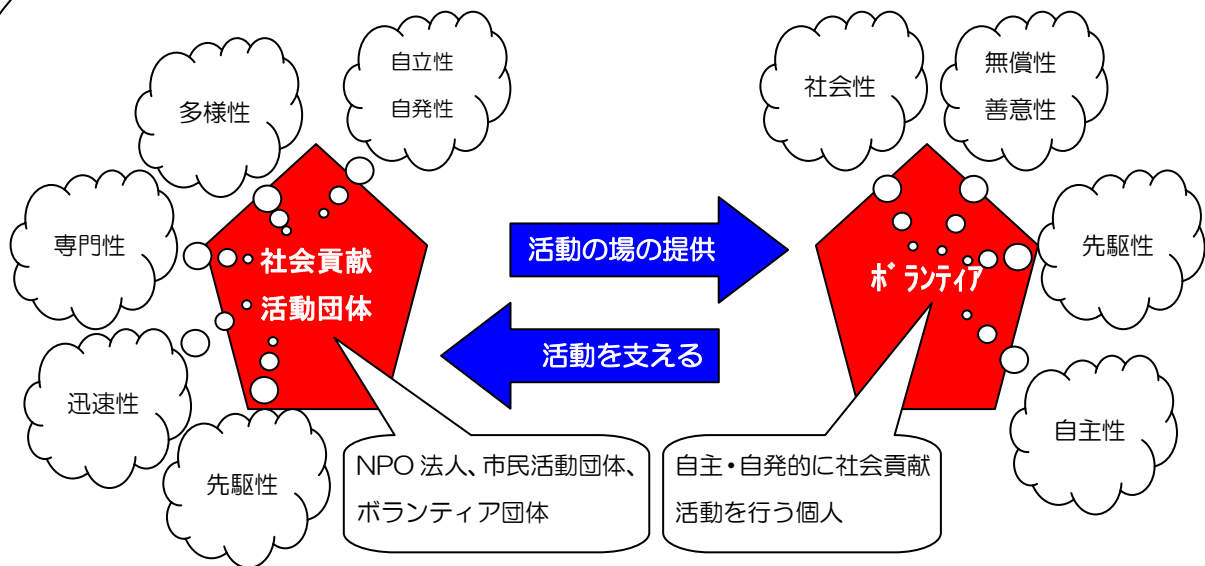 自立性
自発性
多様性
専門性
迅速性
先駆性
社会貢献
活動団体
NPO 法人、市民活動団体、
ボランティア団体
活動の場の提供
活動を支える
社会性
無償性
善意性
先駆性
自主性
ボランティア
自主・自発的に社会貢献
活動を行う個人